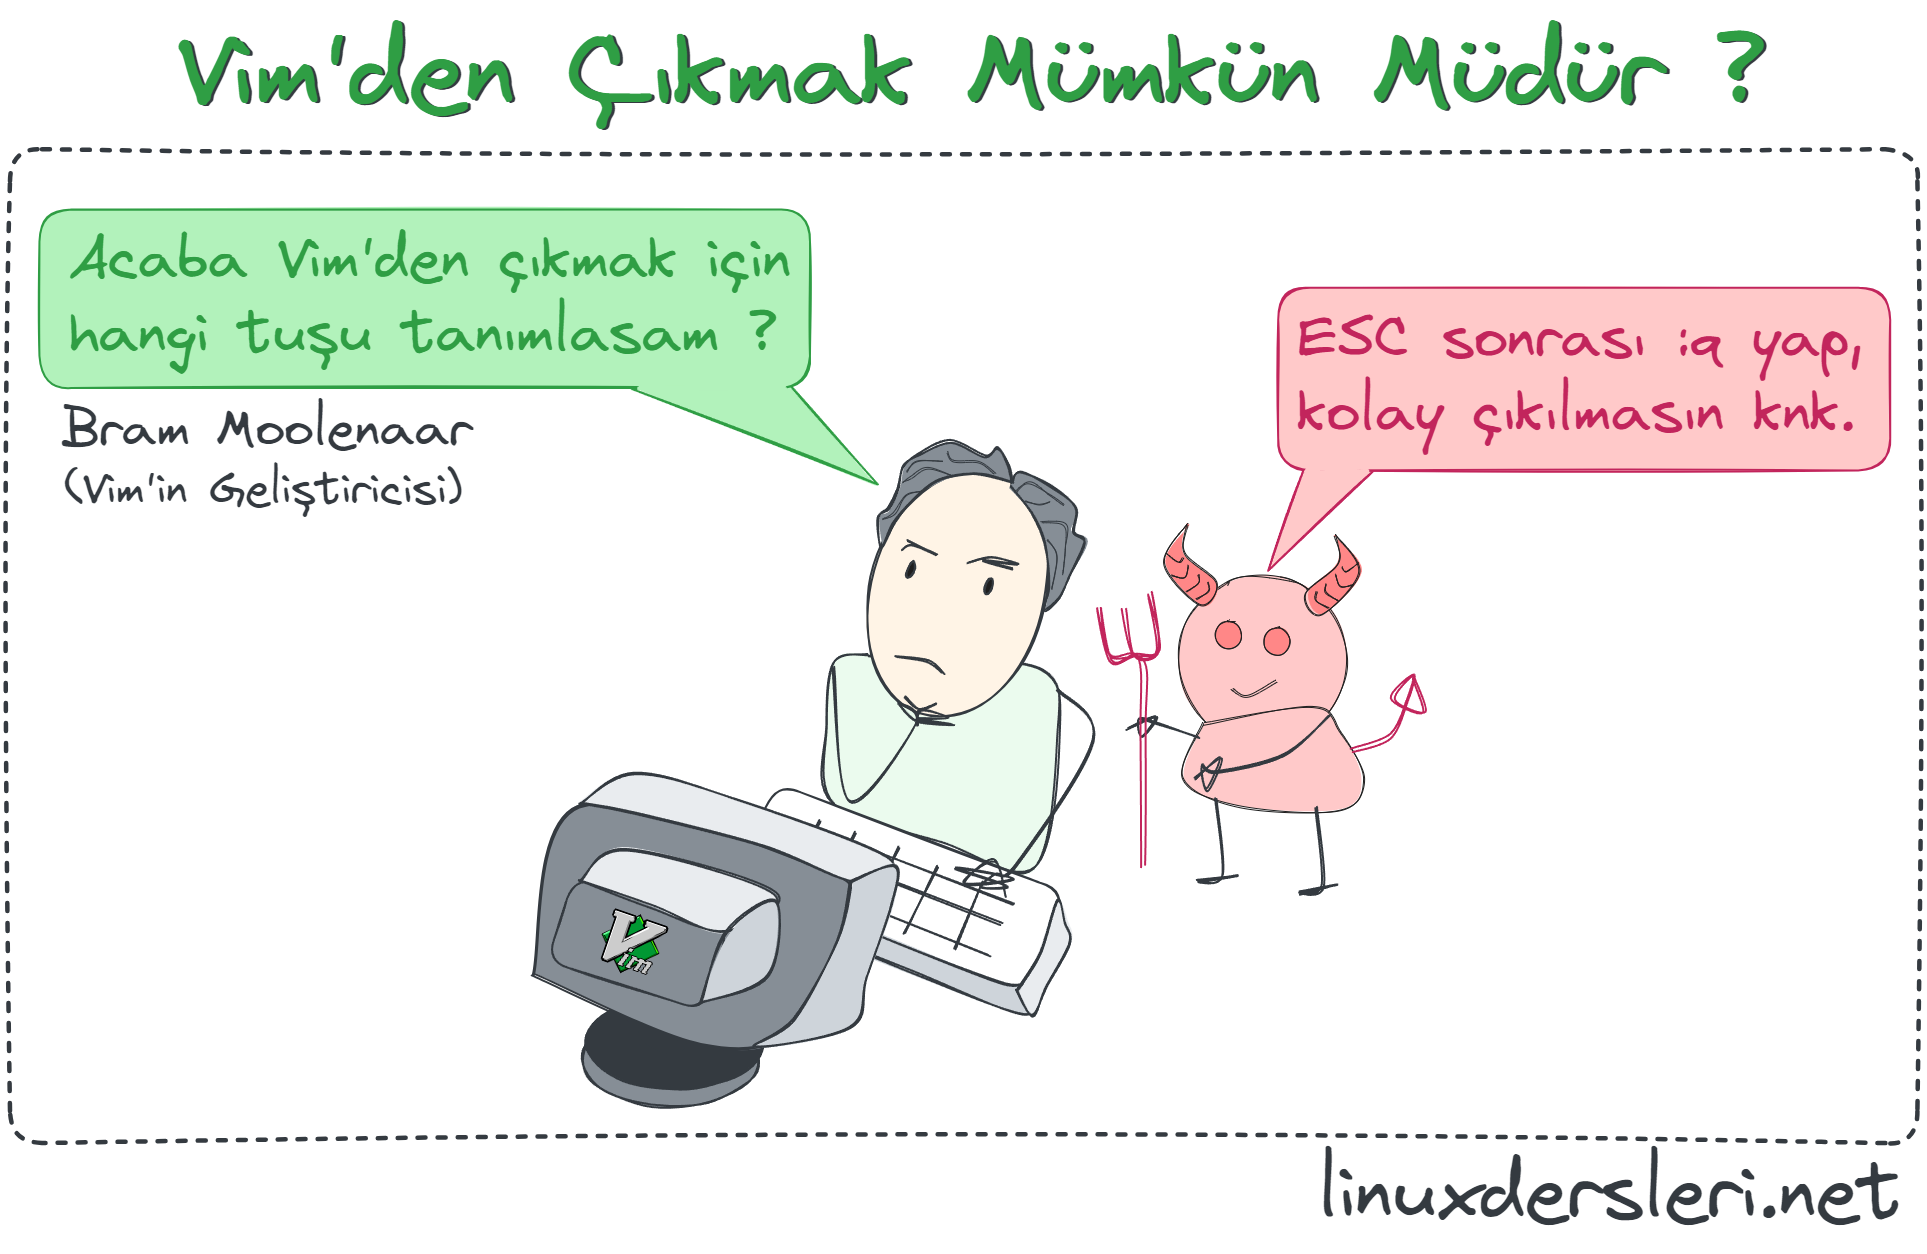 Vim'den Çıkmak Mümkün Müdür ?
Acaba Vim'den çıkmak için
hangi tuşu tanımlasam ?
Bram Moolenaar
(Vim'in Geliştiricisi)
ESC sonrası :q yap,
kolay çıkılmasın knk.
Vim
linuxdersleri.net